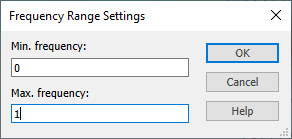 Frequency Range Settings
Min. frequency:
0
OK
Cancel
Max. frequency:
1
Help